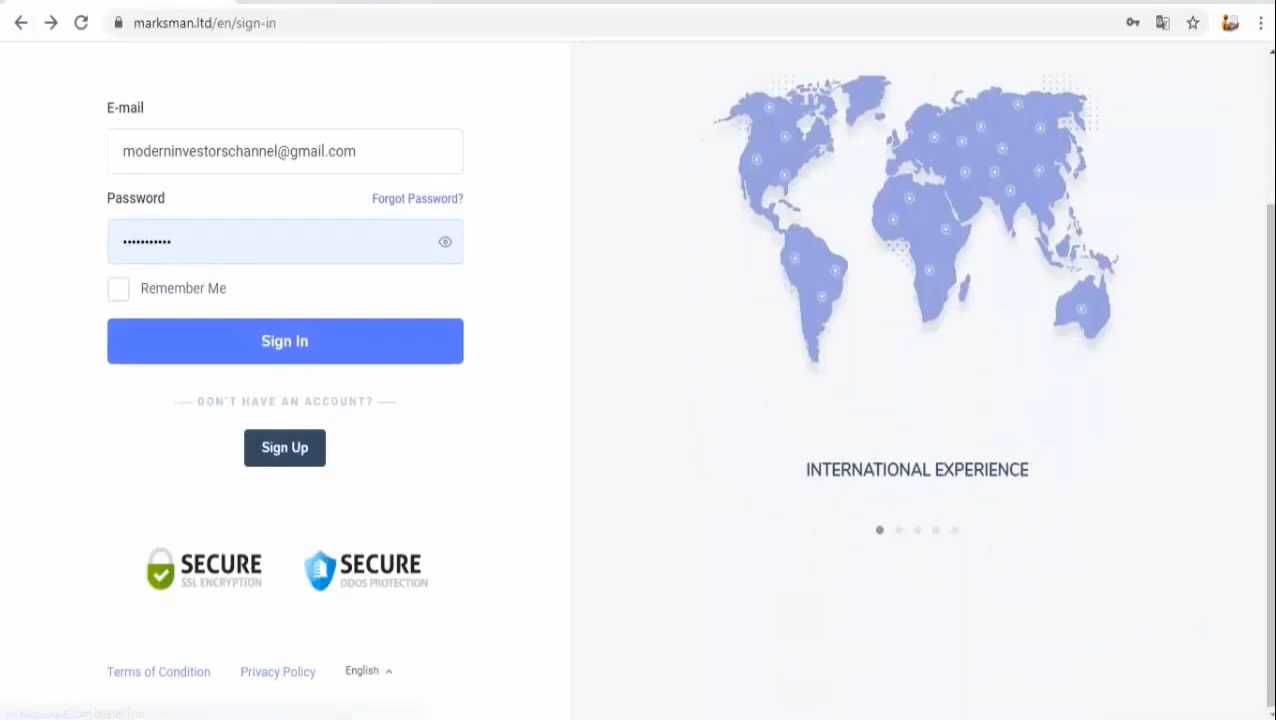 marksman.ltd/en/sign-in
E-mail
moderninvestorschannel@gmail.com
Password
Forgot Password?
•••••••••••
Remember Me
Sign In
DON'T HAVE AN ACCOUNT?
Sign Up
SECURE
SSL ENCRYPTION
SECURE
DDOS PROTECTION
Terms of Condition
Privacy Policy
English
INTERNATIONAL EXPERIENCE